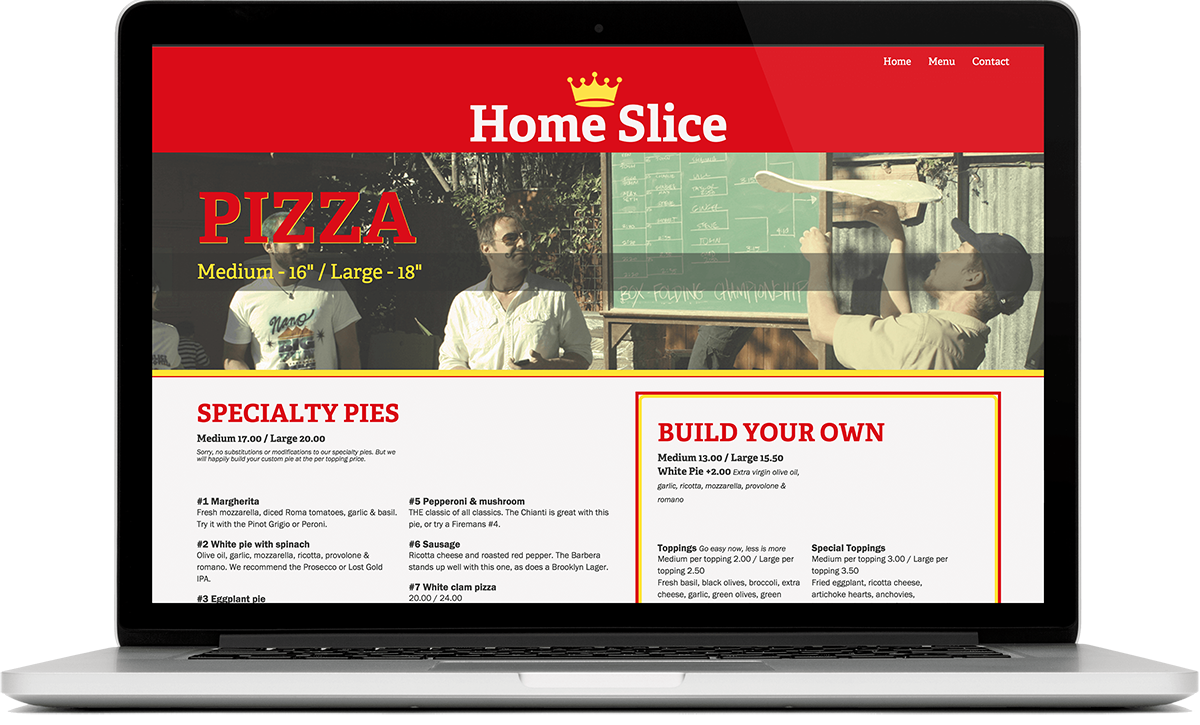 Home Menu Contact
Home Slice
PIZZA
Medium - 16" / Large - 18"
BOX FOLDING CHAMPIONSHIP
SPECIALTY PIES
Medium 17.00 / Large 20.00
Sorry, no substitutions or modifications to our specialty pies. But we
will happily build your custom pie at the per topping price.
#1 Margherita
Fresh mozzarella, diced Roma tomatoes, garlic & basil.
Try it with the Pinot Grigio or Peroni.
#2 White pie with spinach
Olive oil, garlic, mozzarella, ricotta, provolone &
romano. We recommend the Prosecco or Lost Gold
IPA.
#3 Eggplant pie
#5 Pepperoni & mushroom
THE classic of all classics. The Chianti is great with this
pie, or try a Firemans #4.
#6 Sausage
Ricotta cheese and roasted red pepper. The Barbera
stands up well with this one, as does a Brooklyn Lager.
#7 White clam pizza
20.00 / 24.00
BUILD YOUR OWN
Medium 13.00 / Large 15.50
White Pie +2.00 Extra virgin olive oil,
garlic, ricotta, mozzarella, provolone &
romano
Toppings Go easy now, less is more
Medium per topping 2.00 / Large per
topping 2.50
Fresh basil, black olives, broccoli, extra
cheese, garlic, green olives, green
Special Toppings
Medium per topping 3.00 / Large per
topping 3.50
Fried eggplant, ricotta cheese,
artichoke hearts, anchovies,